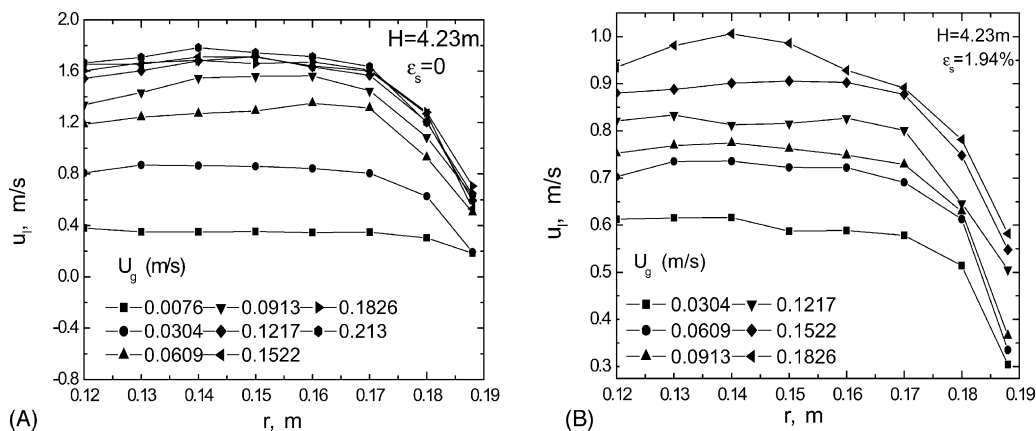 2.0
1.6
1.2
0.8
0.4
0.0
-0.4
-0.8
u_l, m/s
H=4.23m
ε_s=0
U_g (m/s)
0.0076 0.0913 0.1826
0.0304 0.1217 0.213
0.0609 0.1522
0.12 0.13 0.14 0.15 0.16 0.17 0.18 0.19
r, m
(A)
1.0
0.9
0.8
0.7
0.6
0.5
0.4
0.3
u_l, m/s
H=4.23m
ε_s=1.94%
U_g (m/s)
0.0304 0.1217
0.0609 0.1522
0.0913 0.1826
0.12 0.13 0.14 0.15 0.16 0.17 0.18 0.19
r, m
(B)